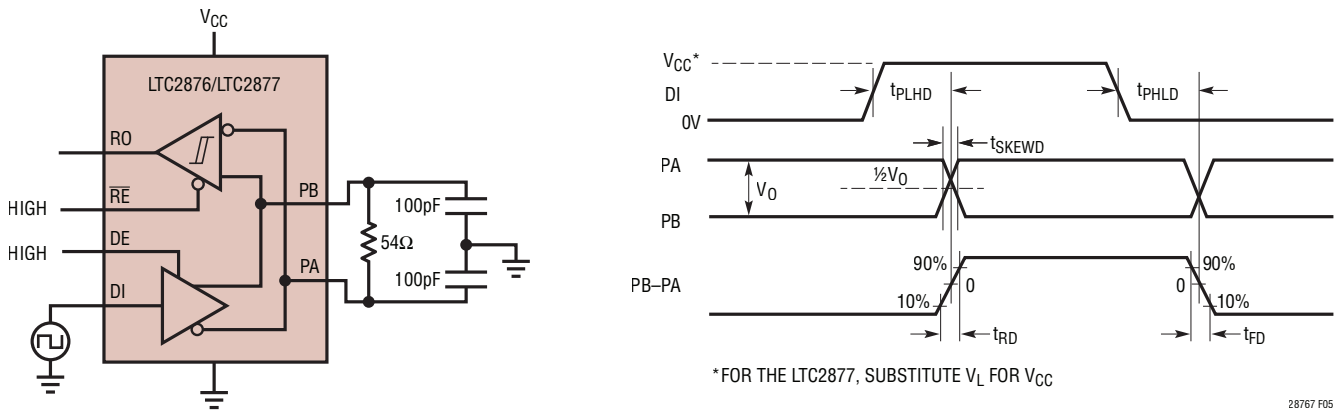 VCC
LTC2876/LTC2877
RO
RE
HIGH
DE
HIGH
DI
PB
PA
54Ω
100pF
100pF
VCC*
DI
0V
tPLHD
tPHLD
tSKEWD
PA
PB
VO
½VO
PB–PA
90%
10%
0
90%
10%
0
tRD
tFD
*FOR THE LTC2877, SUBSTITUTE VL FOR VCC
28767 F05